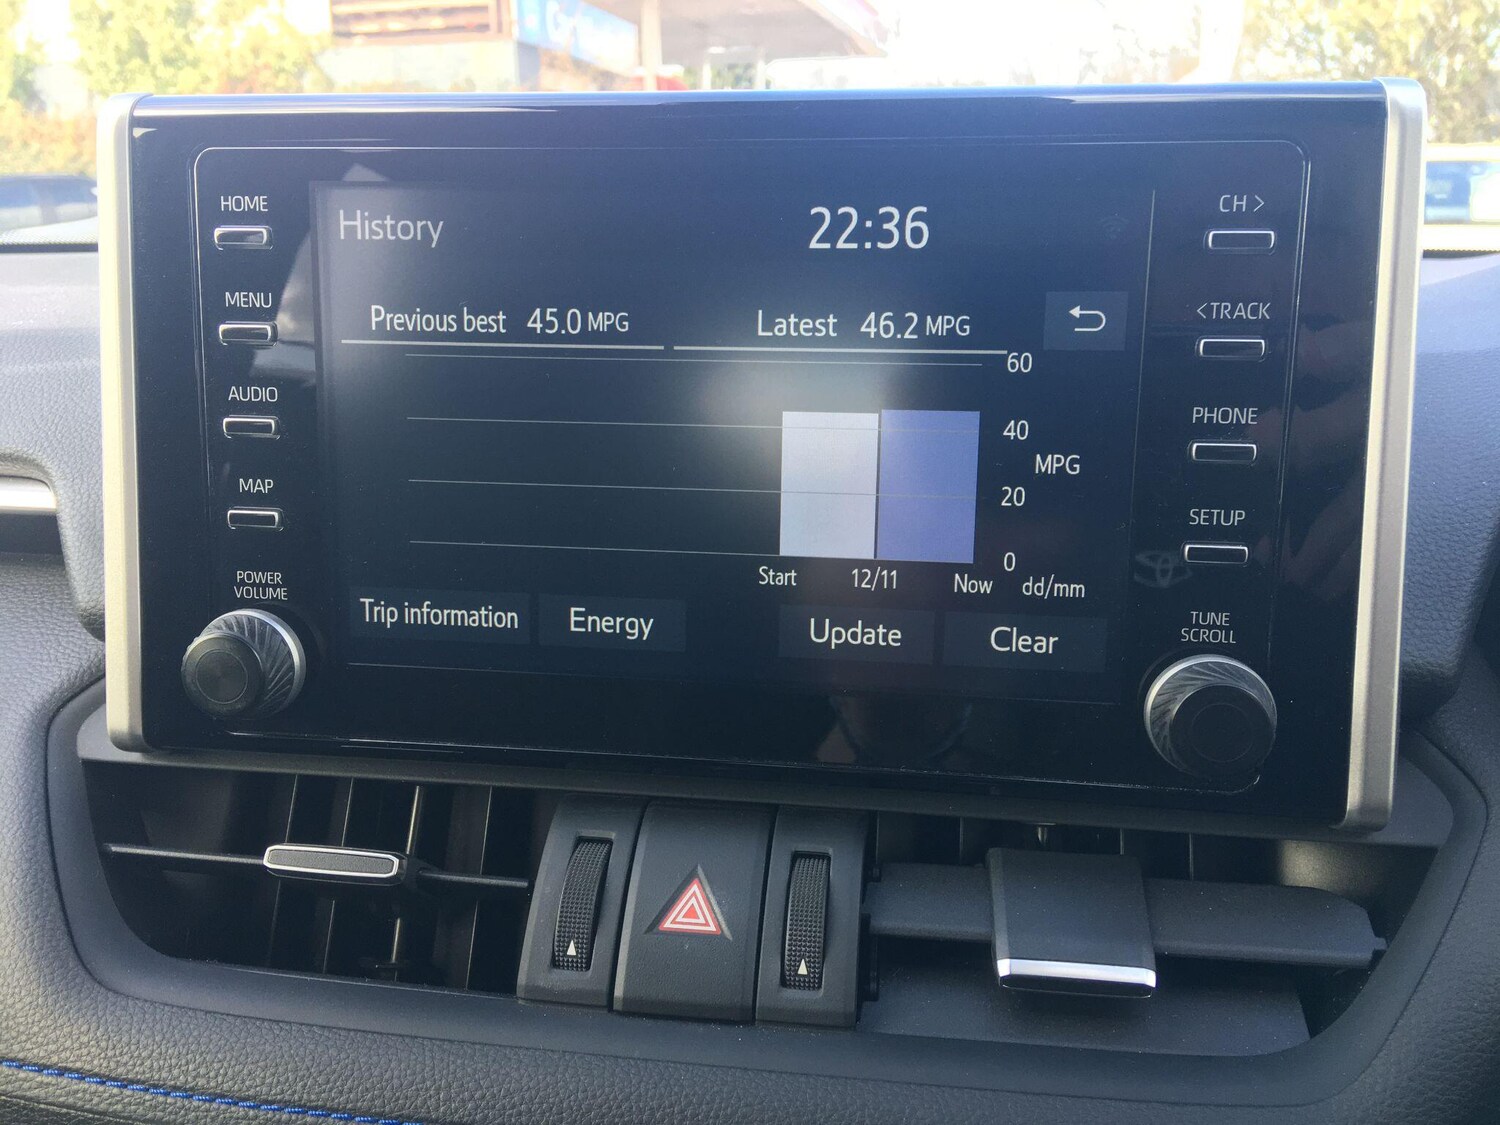 HOME
MENU
AUDIO
MAP
POWER
VOLUME
History
22:36
Previous best 45.0 MPG
Latest 46.2 MPG
60
40
MPG
20
0
Start
12/11
Now
dd/mm
Trip information
Energy
Update
Clear
CH >
< TRACK
PHONE
SETUP
TUNE
SCROLL